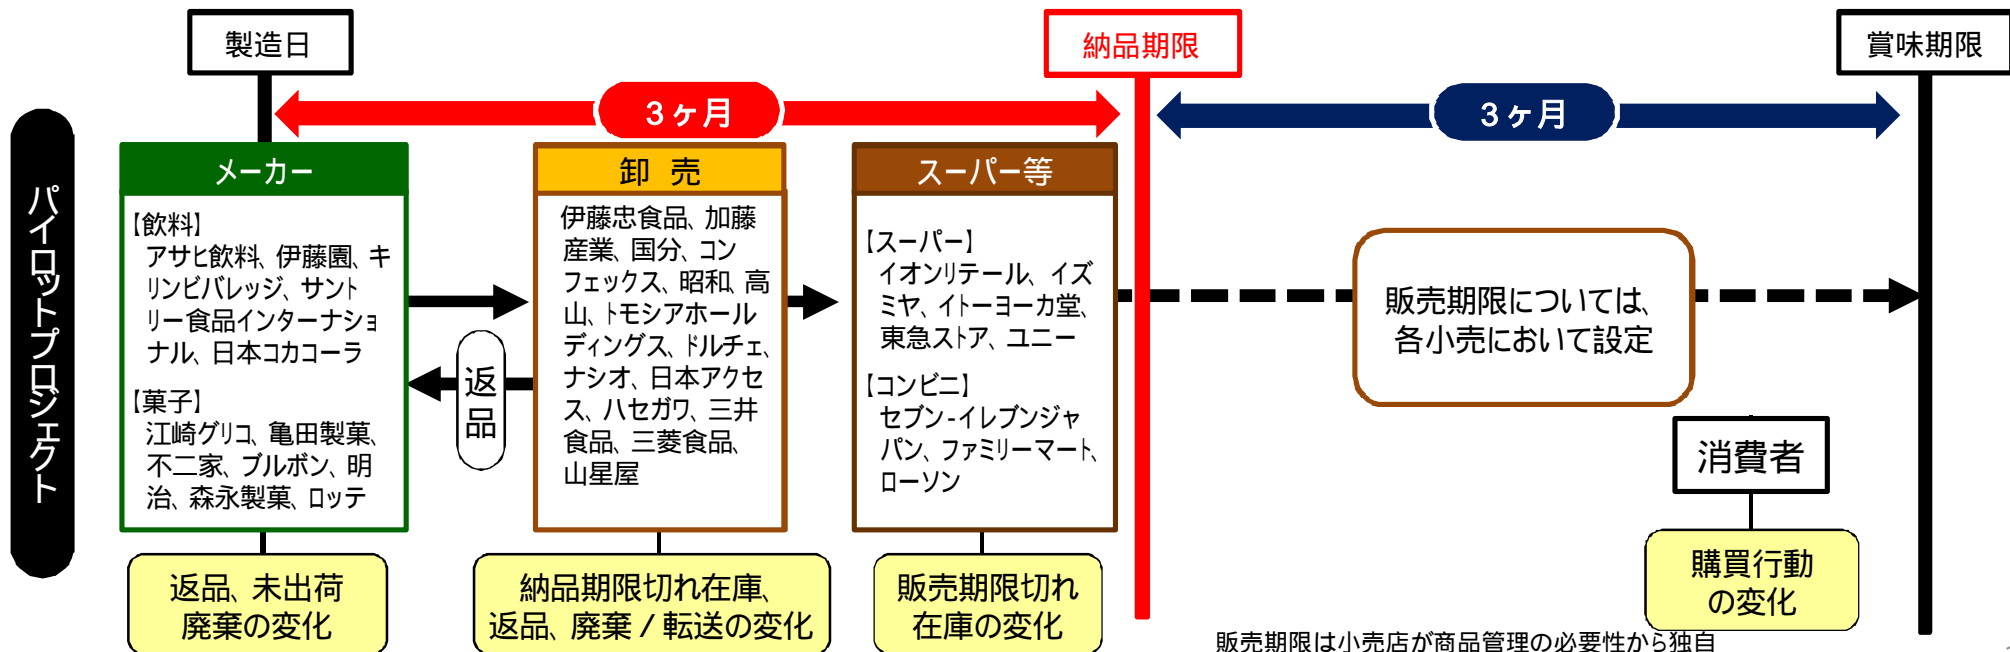 製造日
納品期限
賞味期限
3ヶ月
3ヶ月
パイロットプロジェクト
メーカー
【飲料】
アサヒ飲料、伊藤園、キ
リンビバレッジ、サント
リー食品インターナショ
ナル、日本コカコーラ
【菓子】
江崎グリコ、亀田製菓、
不二家、ブルボン、明
治、森永製菓、ロッテ
返品
卸 売
伊藤忠食品、加藤
産業、国分、コン
フェックス、昭和、高
山、トモシアホール
ディングス、ドルチェ、
ナシオ、日本アクセ
ス、ハセガワ、三井
食品、三菱食品、
山星屋
スーパー等
【スーパー】
イオンリテール、イズ
ミヤ、イトーヨーカ堂、
東急ストア、ユニー
【コンビニ】
セブン-イレブンジャ
パン、ファミリーマート、
ローソン
販売期限については、
各小売において設定
消費者
返品、未出荷
廃棄の変化
納品期限切れ在庫、
返品、廃棄/転送の変化
販売期限切れ
在庫の変化
購買行動
の変化
販売期限は小売店が商品管理の必要性から独自